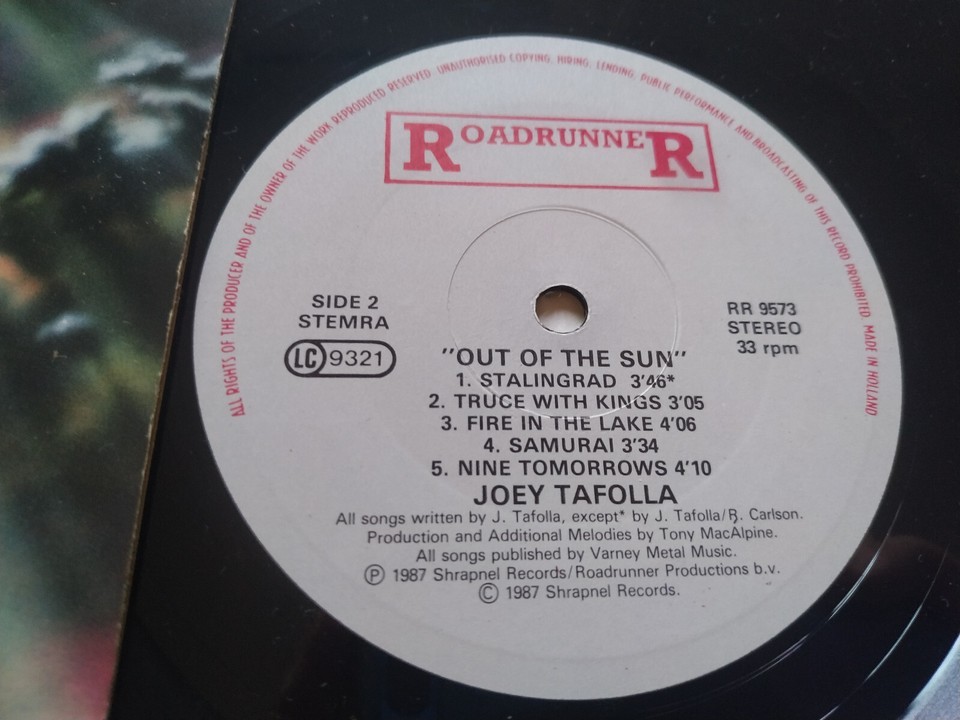 ALL RIGHTS OF THE PRODUCER AND OF THE OWNER OF THE WORK REPRODUCED RESERVED. UNAUTHORISED COPYING, HIRING, LENDING, PUBLIC PERFORMANCE AND BROADCASTING OF THIS RECORD PROHIBITED. MADE IN HOLLAND
ROADRUNNER
SIDE 2
STEMRA
LC 9321
RR 9573
STEREO
33 rpm
"OUT OF THE SUN"
1. STALINGRAD 3'46*
2. TRUCE WITH KINGS 3'05
3. FIRE IN THE LAKE 4'06
4. SAMURAI 3'34
5. NINE TOMORROWS 4'10
JOEY TAFOLLA
All songs written by J. Tafolla, except* by J. Tafolla/R. Carlson.
Production and Additional Melodies by Tony MacAlpine.
All songs published by Varney Metal Music.
Ⓟ 1987 Shrapnel Records/Roadrunner Productions b.v.
© 1987 Shrapnel Records.